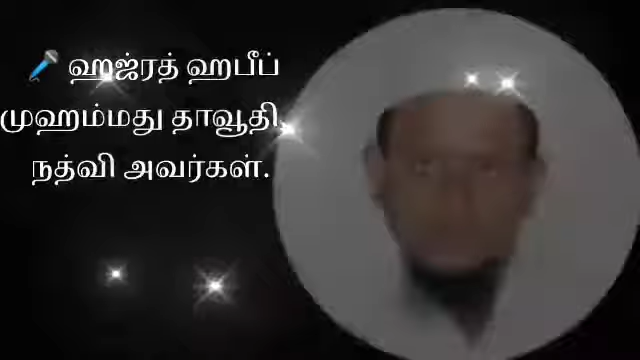 🎤 ஹஜ்ரத் ஹபீப்
முஹம்மது தாவூதி,
நத்வி அவர்கள்.